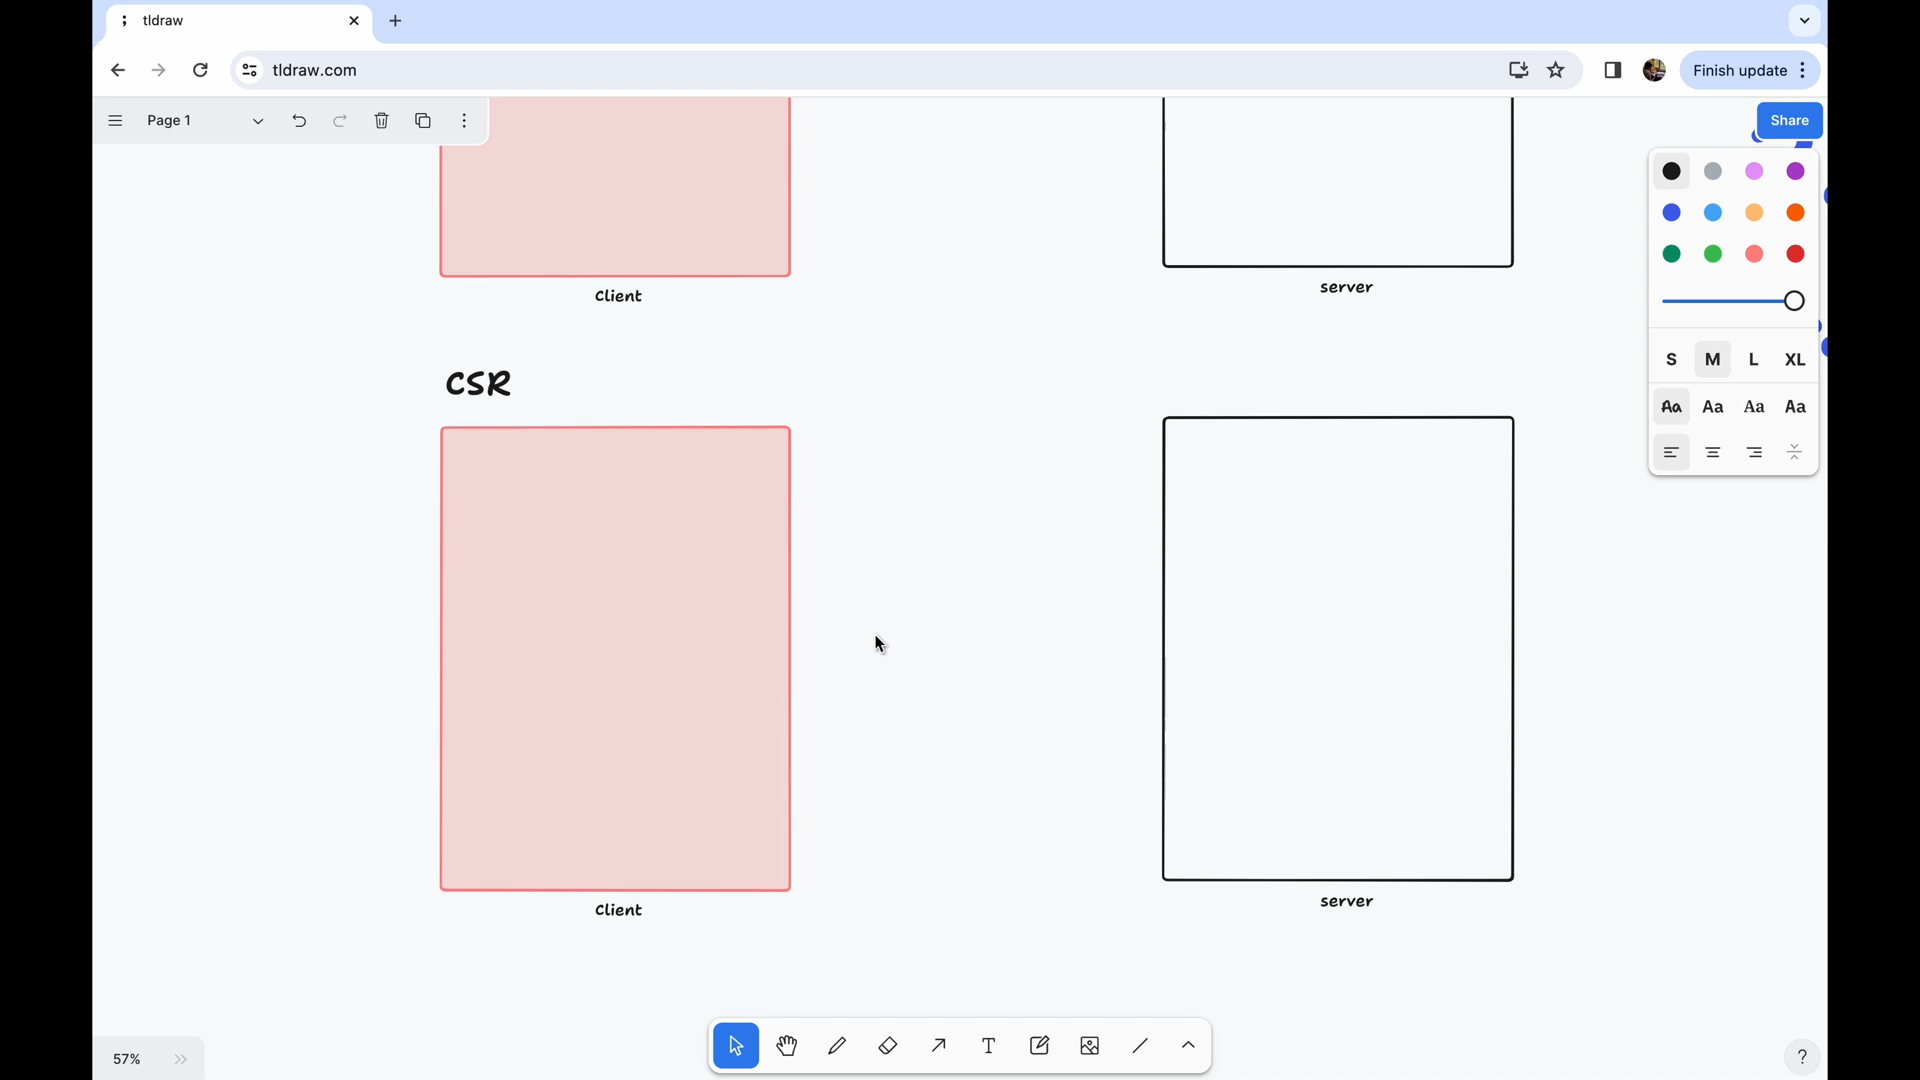 tldraw
tldraw.com
Finish update
Page 1
Share
S M L XL
Aa Aa Aa Aa
Client
server
CSR
Client
server
57%
T
?